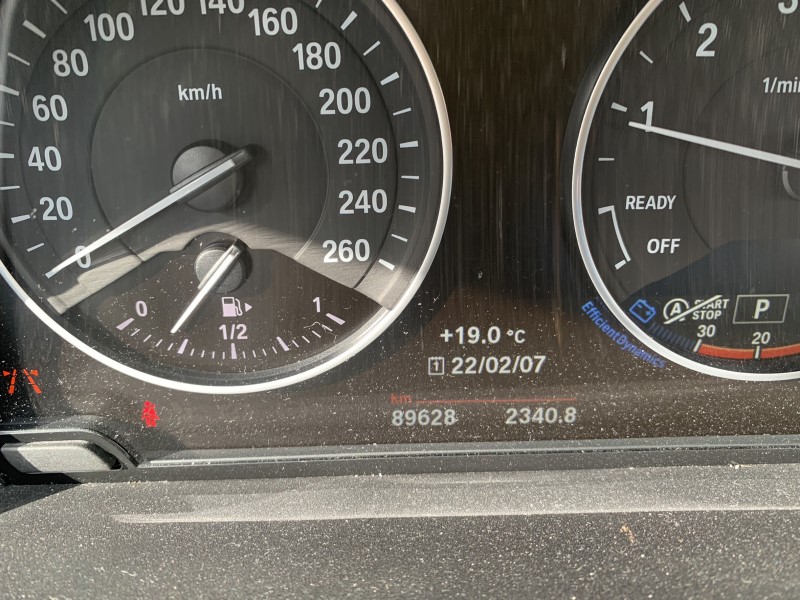 120 140
100 160
80 180
km/h
60 200
40 220
20 240
0 260
0 1
1/2
+19.0 °C
1 22/02/07
km
89628 2340.8
3
2
1/min
1
READY
OFF
EfficientDynamics
A START
STOP
P
30 20